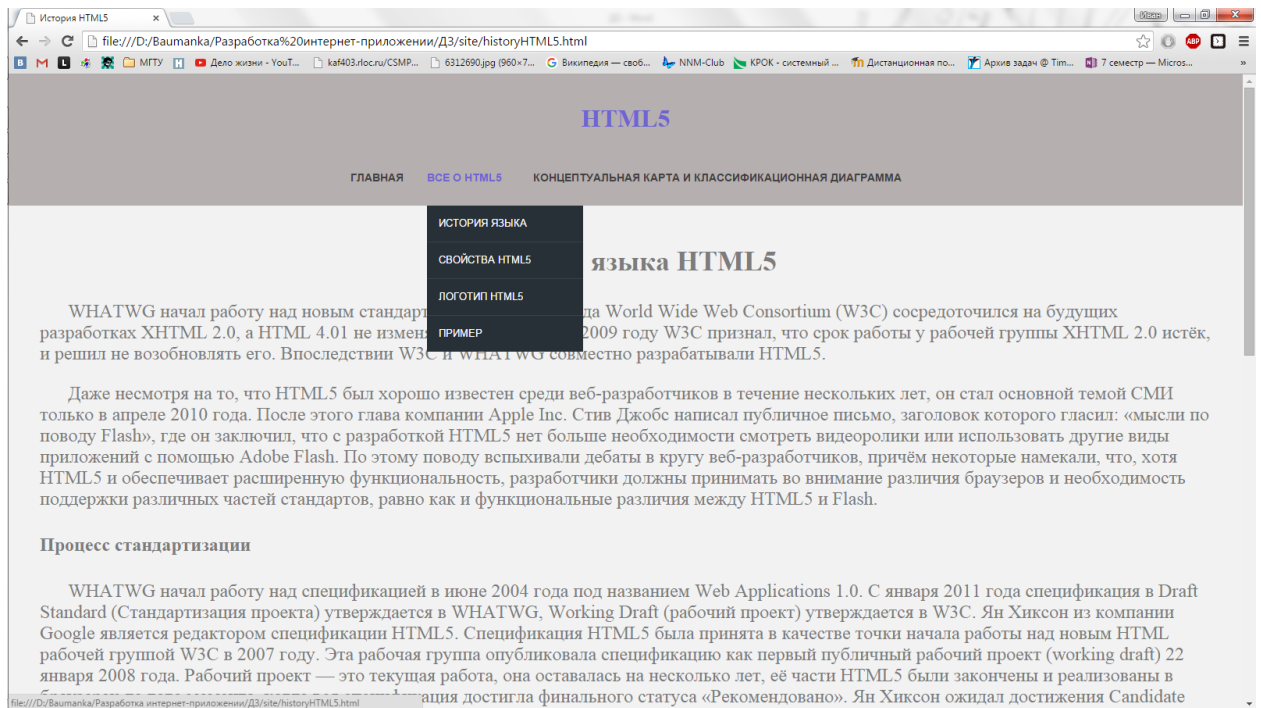 История HTML5
Иван
file:///D:/Baumanka/Разработка%20интернет-приложении/ДЗ/site/historyHTML5.html
ABP
МГТУ
Дело жизни - YouT...
kaf403.rloc.ru/CSMP...
6312690.jpg (960×7...
Википедия — своб...
NNM-Club
КРОК - системный ...
Дистанционная по...
Архив задач @ Tim...
7 семестр — Micros...
»
HTML5
ГЛАВНАЯ ВСЕ О HTML5 КОНЦЕПТУАЛЬНАЯ КАРТА И КЛАССИФИКАЦИОННАЯ ДИАГРАММА
ИСТОРИЯ ЯЗЫКА
СВОЙСТВА HTML5
ЛОГОТИП HTML5
ПРИМЕР
языка HTML5
WHATWG начал работу над новым стандарт да World Wide Web Consortium (W3C) сосредоточился на будущих
разработках XHTML 2.0, а HTML 4.01 не изменя 2009 году W3C признал, что срок работы у рабочей группы XHTML 2.0 истёк,
и решил не возобновлять его. Впоследствии W3C и WHATWG совместно разрабатывали HTML5.
Даже несмотря на то, что HTML5 был хорошо известен среди веб-разработчиков в течение нескольких лет, он стал основной темой СМИ
только в апреле 2010 года. После этого глава компании Apple Inc. Стив Джобс написал публичное письмо, заголовок которого гласил: «мысли по
поводу Flash», где он заключил, что с разработкой HTML5 нет больше необходимости смотреть видеоролики или использовать другие виды
приложений с помощью Adobe Flash. По этому поводу вспыхивали дебаты в кругу веб-разработчиков, причём некоторые намекали, что, хотя
HTML5 и обеспечивает расширенную функциональность, разработчики должны принимать во внимание различия браузеров и необходимость
поддержки различных частей стандартов, равно как и функциональные различия между HTML5 и Flash.
Процесс стандартизации
WHATWG начал работу над спецификацией в июне 2004 года под названием Web Applications 1.0. С января 2011 года спецификация в Draft
Standard (Стандартизация проекта) утверждается в WHATWG, Working Draft (рабочий проект) утверждается в W3C. Ян Хиксон из компании
Google является редактором спецификации HTML5. Спецификация HTML5 была принята в качестве точки начала работы над новым HTML
рабочей группой W3C в 2007 году. Эта рабочая группа опубликовала спецификацию как первый публичный рабочий проект (working draft) 22
января 2008 года. Рабочий проект — это текущая работа, она оставалась на несколько лет, её части HTML5 были закончены и реализованы в
ация достигла финального статуса «Рекомендовано». Ян Хиксон ожидал достижения Candidate
file:///D:/Baumanka/Разработка интернет-приложении/ДЗ/site/historyHTML5.html